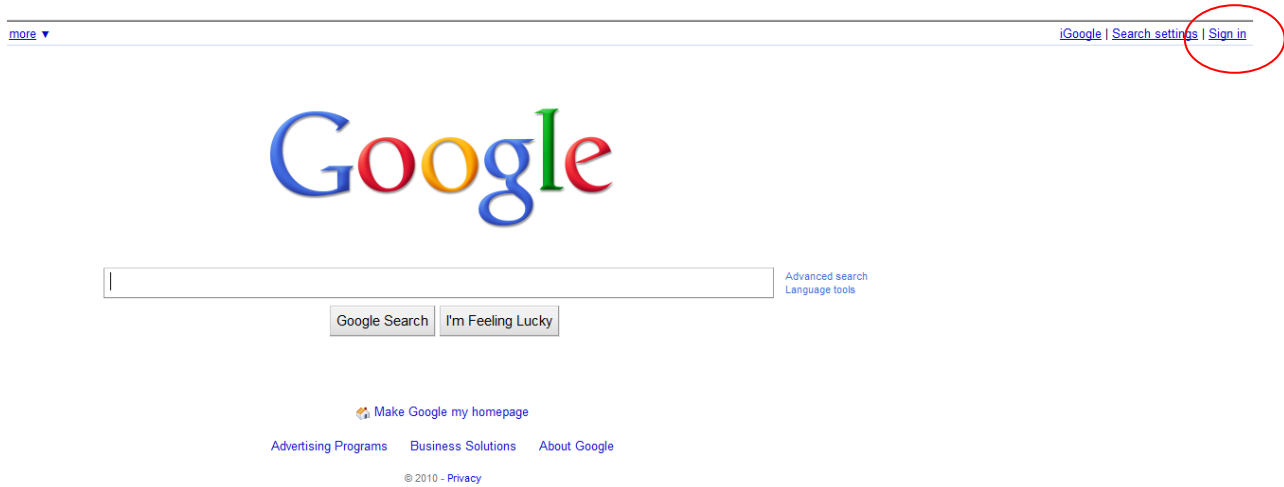 more ▼
iGoogle | Search settings | Sign in
Google
Advanced search
Language tools
Google Search I'm Feeling Lucky
Make Google my homepage
Advertising Programs Business Solutions About Google
© 2010 - Privacy